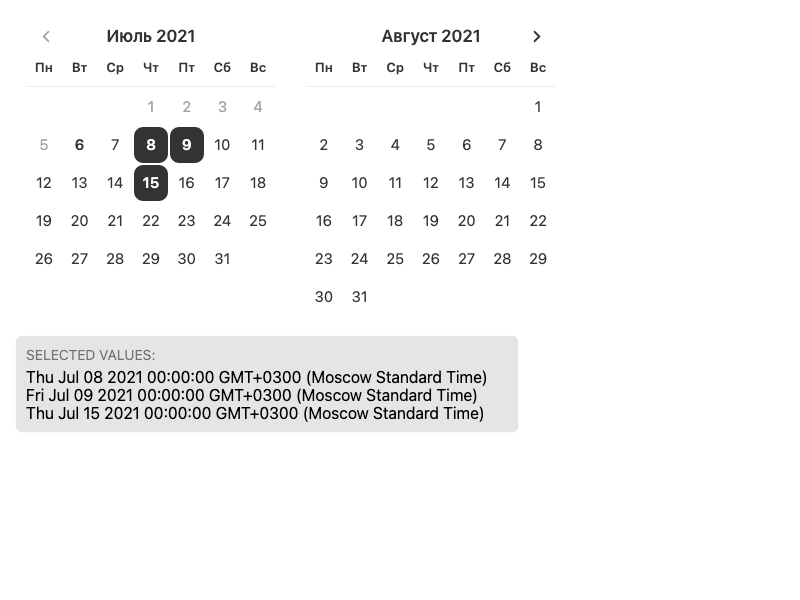 Июль 2021
Пн Вт Ср Чт Пт Сб Вс
1 2 3 4
5 6 7 8 9 10 11
12 13 14 15 16 17 18
19 20 21 22 23 24 25
26 27 28 29 30 31
Август 2021
Пн Вт Ср Чт Пт Сб Вс
1
2 3 4 5 6 7 8
9 10 11 12 13 14 15
16 17 18 19 20 21 22
23 24 25 26 27 28 29
30 31
SELECTED VALUES:
Thu Jul 08 2021 00:00:00 GMT+0300 (Moscow Standard Time)
Fri Jul 09 2021 00:00:00 GMT+0300 (Moscow Standard Time)
Thu Jul 15 2021 00:00:00 GMT+0300 (Moscow Standard Time)